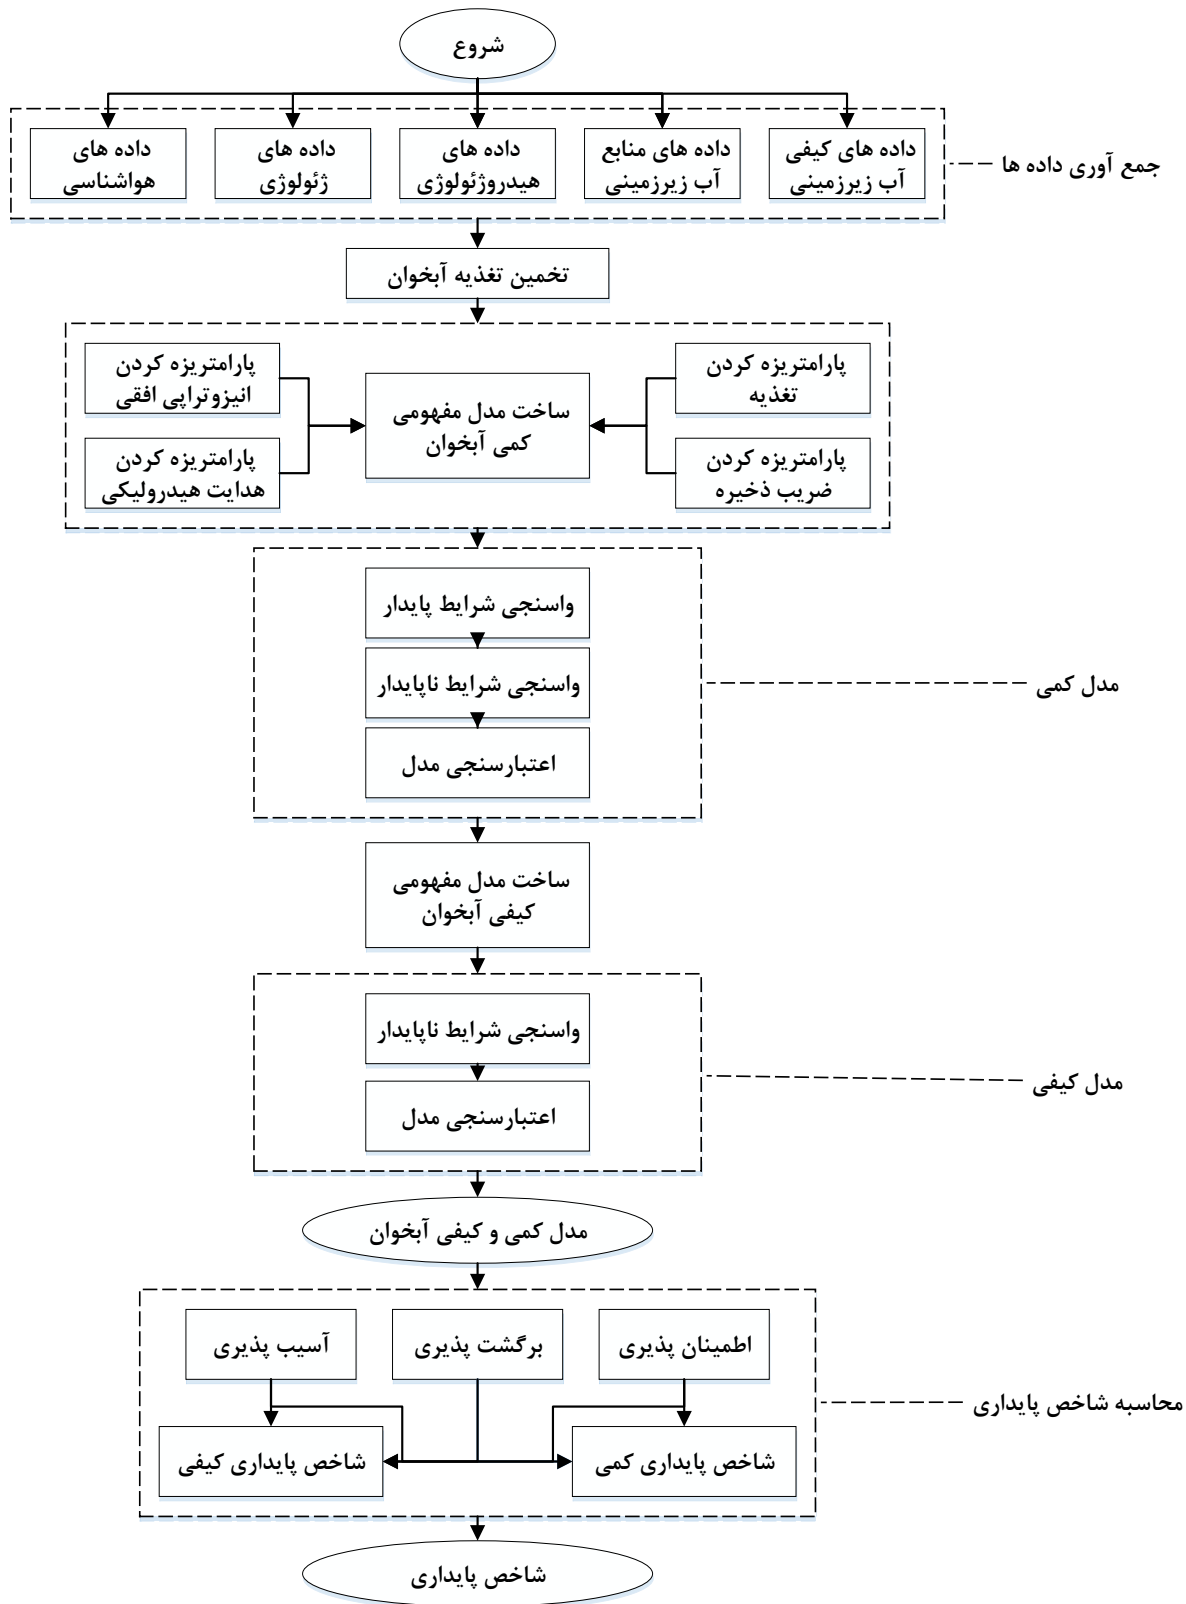 شروع
داده های کیفی
آب زیرزمینی
داده های منابع
آب زیرزمینی
داده های
هیدروژئولوژی
داده های
ژئولوژی
داده های
هواشناسی
جمع آوری داده ها
تخمین تغذیه آبخوان
پارامتریزه کردن
تغذیه
پارامتریزه کردن
انیزوتراپی افقی
ساخت مدل مفهومی
کمی آبخوان
پارامتریزه کردن
ضریب ذخیره
پارامتریزه کردن
هدایت هیدرولیکی
واسنجی شرایط پایدار
واسنجی شرایط ناپایدار
مدل کمی
اعتبارسنجی مدل
ساخت مدل مفهومی
کیفی آبخوان
واسنجی شرایط ناپایدار
مدل کیفی
اعتبارسنجی مدل
مدل کمی و کیفی آبخوان
اطمینان پذیری
برگشت پذیری
آسیب پذیری
محاسبه شاخص پایداری
شاخص پایداری کمی
شاخص پایداری کیفی
شاخص پایداری